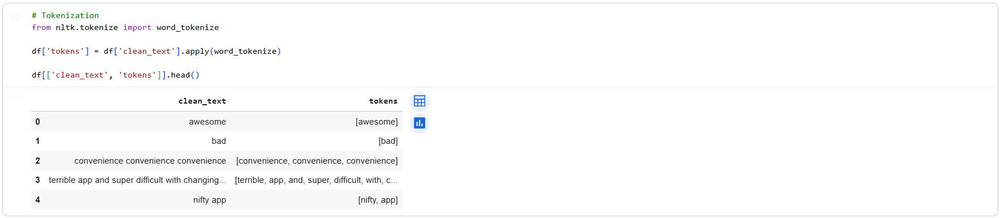 # Tokenization
from nltk.tokenize import word_tokenize
df['tokens'] = df['clean_text'].apply(word_tokenize)
df[['clean_text', 'tokens']].head()
clean_text tokens
0 awesome [awesome]
1 bad [bad]
2 convenience convenience convenience [convenience, convenience, convenience]
3 terrible app and super difficult with changing... [terrible, app, and, super, difficult, with, c...
4 nifty app [nifty, app]